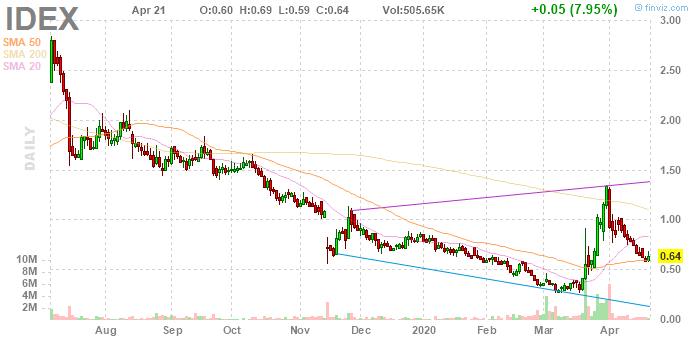 IDEX
Apr 21 O:0.60 H:0.69 L:0.59 C:0.64 Vol:505.65K +0.05 (7.95%)
© finviz.com
SMA 50
SMA 200
SMA 20
DAILY
3.00
2.50
2.00
1.50
1.00
0.64
0.50
0.00
10M
8M
6M
4M
2M
Aug Sep Oct Nov Dec 2020 Feb Mar Apr